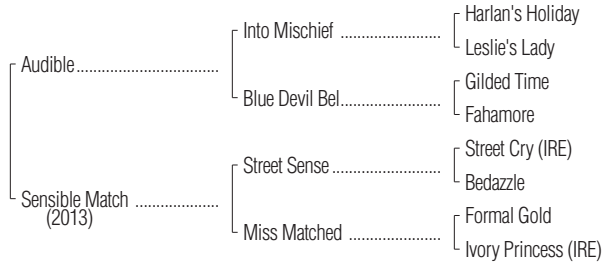 Harlan's Holiday
Into Mischief ....................
Leslie's Lady
Audible............................
Gilded Time
Blue Devil Bel....................
Fahamore
Street Cry (IRE)
Street Sense ......................
Bedazzle
Sensible Match ................
(2013)
Formal Gold
Miss Matched ...................
Ivory Princess (IRE)